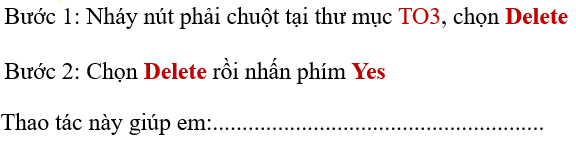 Bước 1: Nháy nút phải chuột tại thư mục TO3, chọn Delete
Bước 2: Chọn Delete rồi nhấn phím Yes
Thao tác này giúp em:........................................................